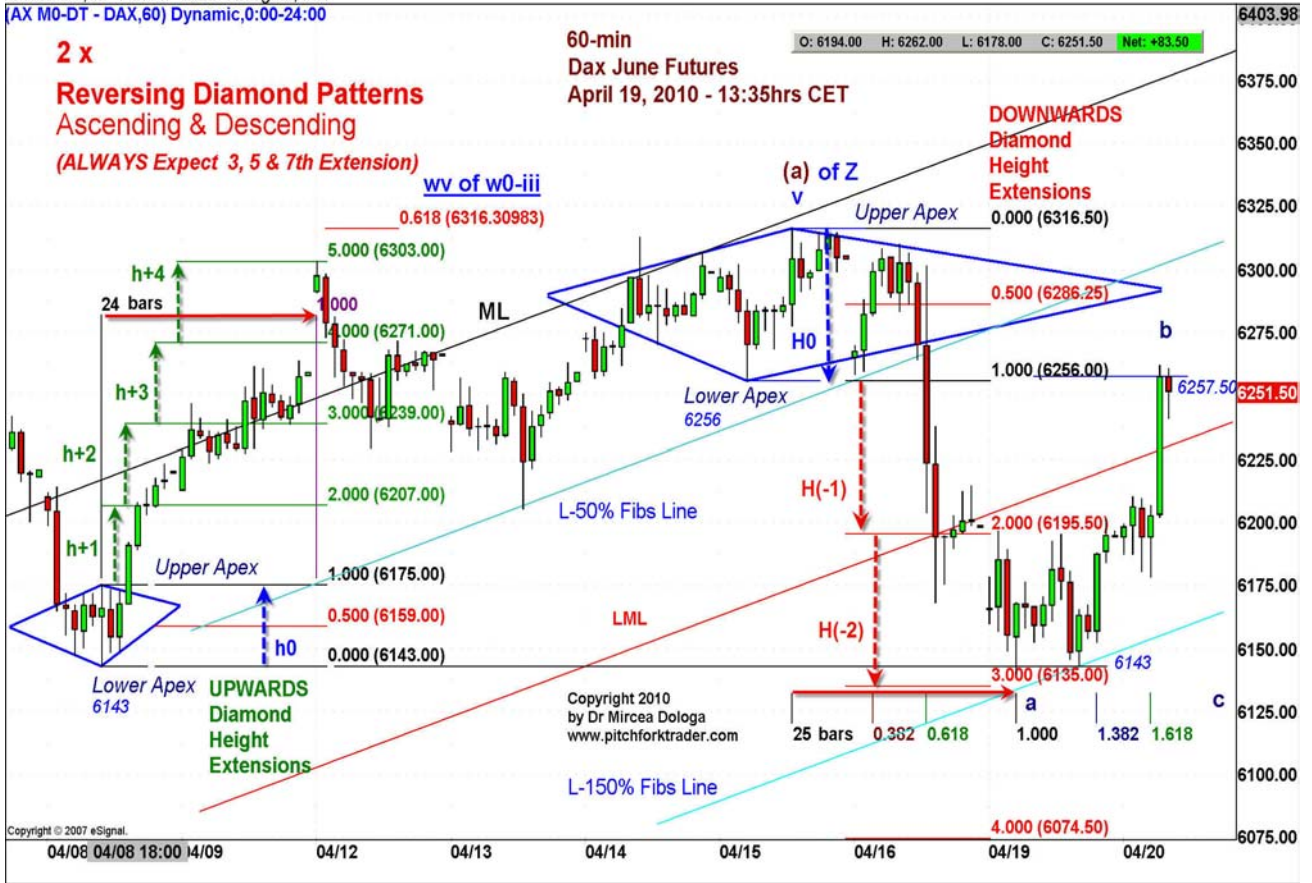 (AX M0-DT - DAX,60) Dynamic,0:00-24:00
6403.98
2 x
Reversing Diamond Patterns
Ascending & Descending
(ALWAYS Expect 3, 5 & 7th Extension)
60-min
Dax June Futures
April 19, 2010 - 13:35hrs CET
O: 6194.00 H: 6262.00 L: 6178.00 C: 6251.50 Net: +83.50
DOWNWARDS
Diamond
Height
Extensions
wv of w0-iii
0.618 (6316.30983)
5.000 (6303.00)
h+4
24 bars
1.000
4.000 (6271.00)
h+3
3.000 (6239.00)
h+2
2.000 (6207.00)
h+1
Upper Apex
1.000 (6175.00)
0.500 (6159.00)
h0
0.000 (6143.00)
Lower Apex
6143
UPWARDS
Diamond
Height
Extensions
ML
(a) of Z
v
Upper Apex
0.000 (6316.50)
0.500 (6286.25)
H0
1.000 (6256.00)
Lower Apex
6256
b
6257.50
L-50% Fibs Line
H(-1)
2.000 (6195.50)
LML
H(-2)
6143
3.000 (6135.00)
a
c
25 bars
0.382
0.618
1.000
1.382
1.618
Copyright 2010
by Dr Mircea Dologa
www.pitchforktrader.com
L-150% Fibs Line
4.000 (6074.50)
6375.00
6350.00
6325.00
6300.00
6275.00
6251.50
6225.00
6200.00
6175.00
6150.00
6125.00
6100.00
6075.00
Copyright © 2007 eSignal.
04/08 04/08 18:00 04/09 04/12 04/13 04/14 04/15 04/16 04/19 04/20